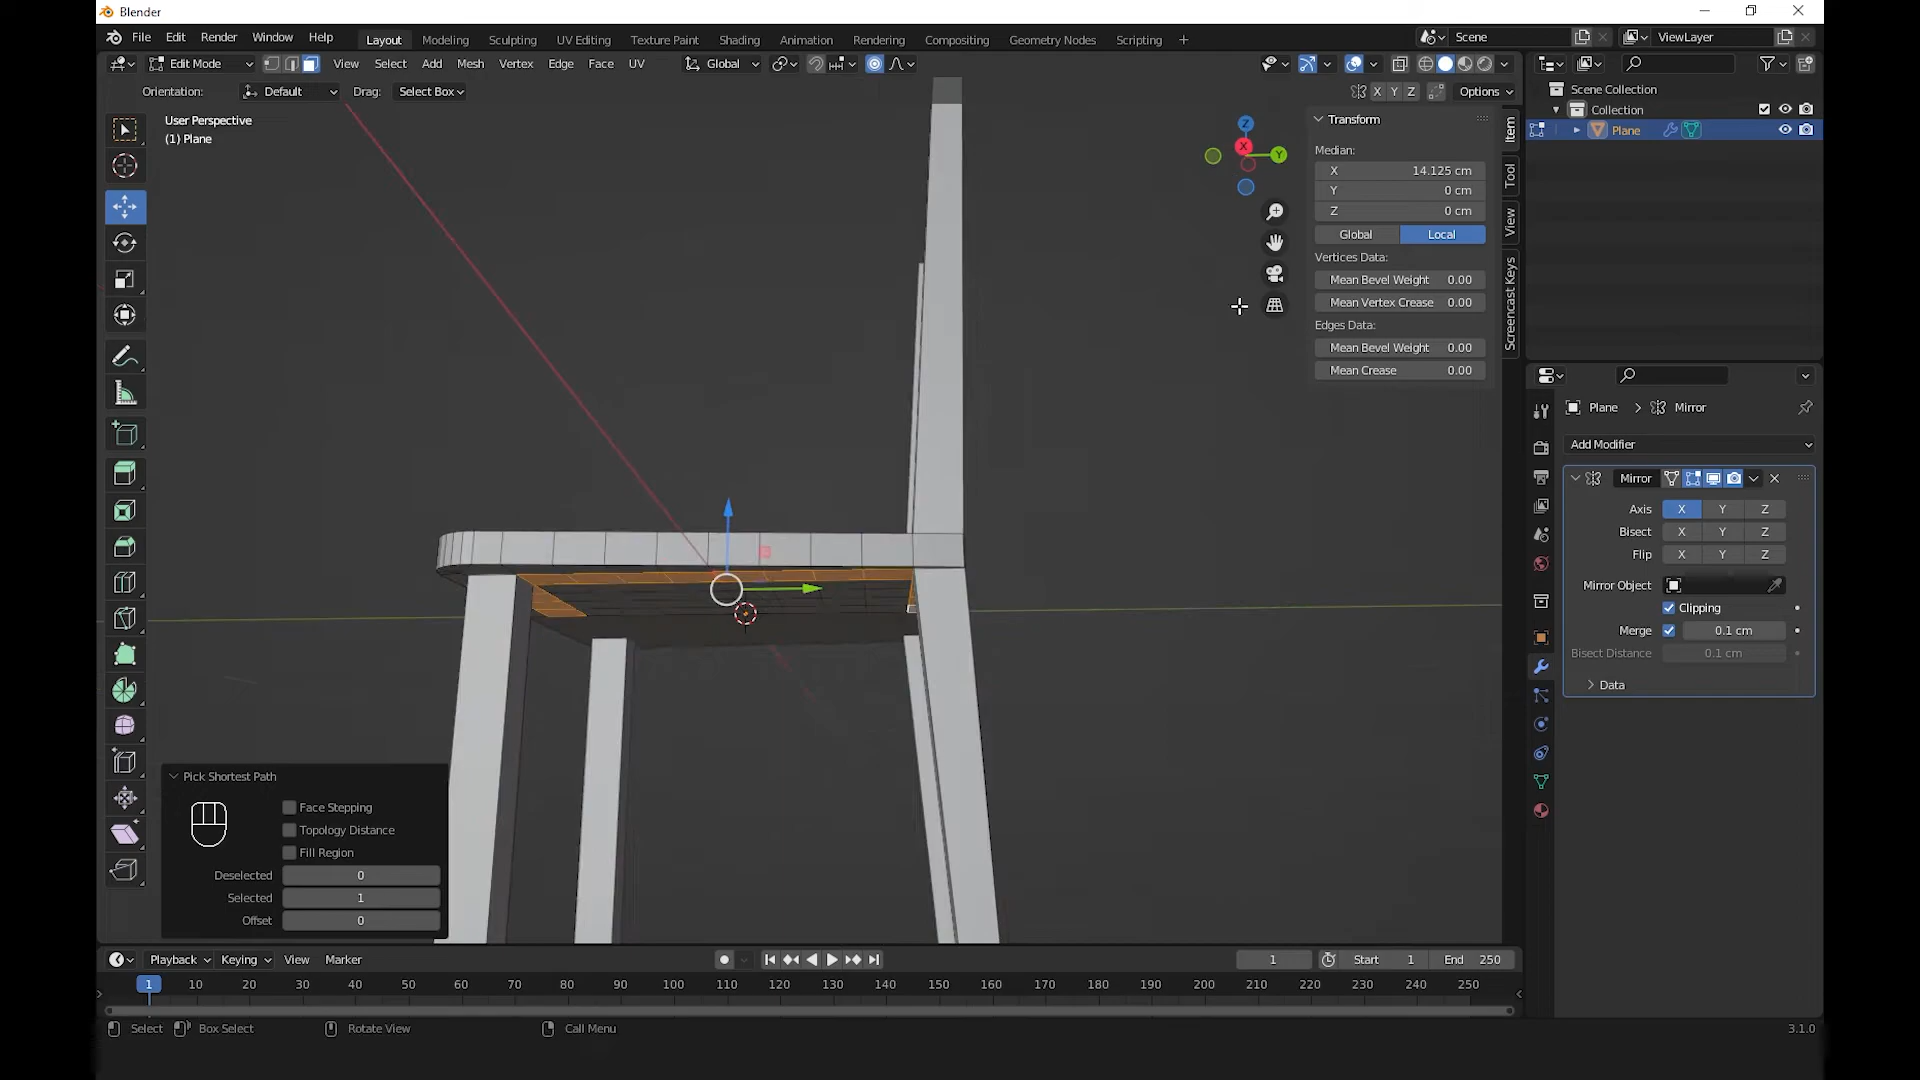 Blender
File Edit Render Window Help Layout Modeling Sculpting UV Editing Texture Paint Shading Animation Rendering Compositing Geometry Nodes Scripting + Scene ViewLayer
Edit Mode View Select Add Mesh Vertex Edge Face UV Global
Orientation: Default Drag: Select Box X Y Z Options
User Perspective
(1) Plane
Z
X
Y
Transform
Median:
X 14.125 cm
Y 0 cm
Z 0 cm
Global Local
Vertices Data:
Mean Bevel Weight 0.00
Mean Vertex Crease 0.00
Edges Data:
Mean Bevel Weight 0.00
Mean Crease 0.00
Item
Tool
View
Screencast Keys
Scene Collection
Collection
Plane
Plane > Mirror
Add Modifier
Mirror
Axis X Y Z
Bisect X Y Z
Flip X Y Z
Mirror Object
Clipping
Merge 0.1 cm
Bisect Distance 0.1 cm
Data
Pick Shortest Path
Face Stepping
Topology Distance
Fill Region
Deselected 0
Selected 1
Offset 0
Playback Keying View Marker 1 Start 1 End 250
1 10 20 30 40 50 60 70 80 90 100 110 120 130 140 150 160 170 180 190 200 210 220 230 240 250
Select Box Select Rotate View Call Menu 3.1.0